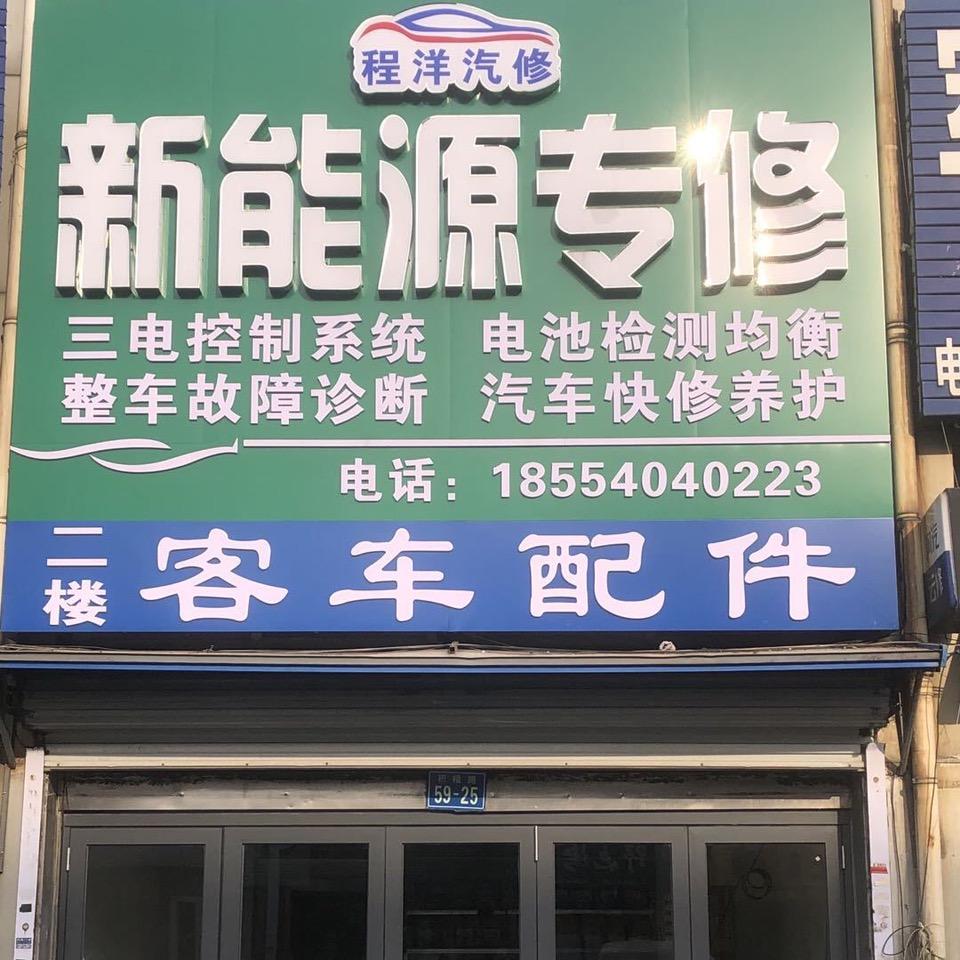 程洋汽修
新能源专修
三电控制系统 电池检测均衡
整车故障诊断 汽车快修养护
电话：18554040223
二楼 客车配件
59-25
电